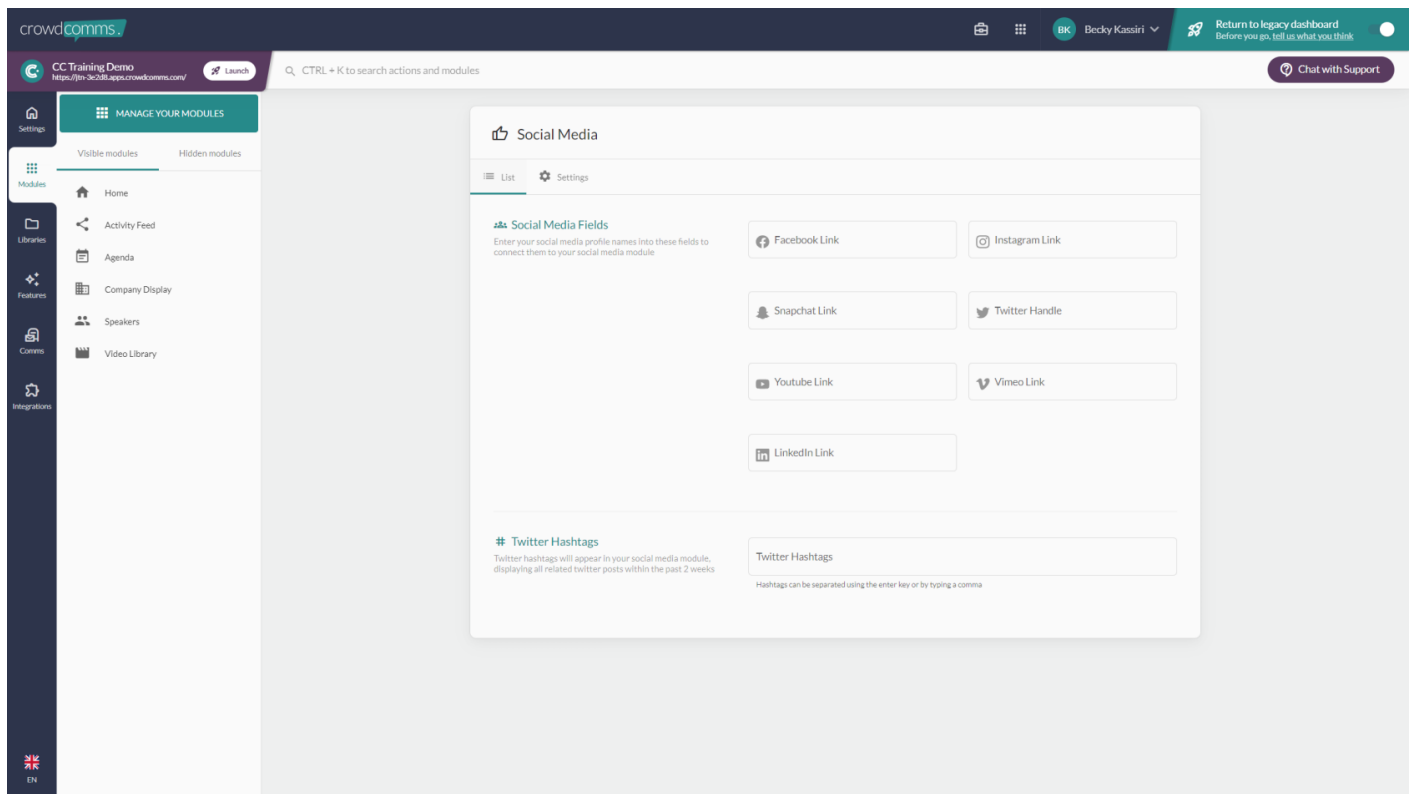 crowdcomms.
BK Becky Kassiri
Return to legacy dashboard
Before you go, tell us what you think
CC Training Demo
https://jtn-3e2d8.apps.crowdcomms.com/
Launch
CTRL + K to search actions and modules
Chat with Support
Settings
Modules
Libraries
Features
Comms
Integrations
EN
MANAGE YOUR MODULES
Visible modules Hidden modules
Home
Activity Feed
Agenda
Company Display
Speakers
Video Library
Social Media
List Settings
Social Media Fields
Enter your social media profile names into these fields to
connect them to your social media module
Facebook Link Instagram Link
Snapchat Link Twitter Handle
Youtube Link Vimeo Link
LinkedIn Link
# Twitter Hashtags
Twitter hashtags will appear in your social media module,
displaying all related twitter posts within the past 2 weeks
Twitter Hashtags
Hashtags can be separated using the enter key or by typing a comma